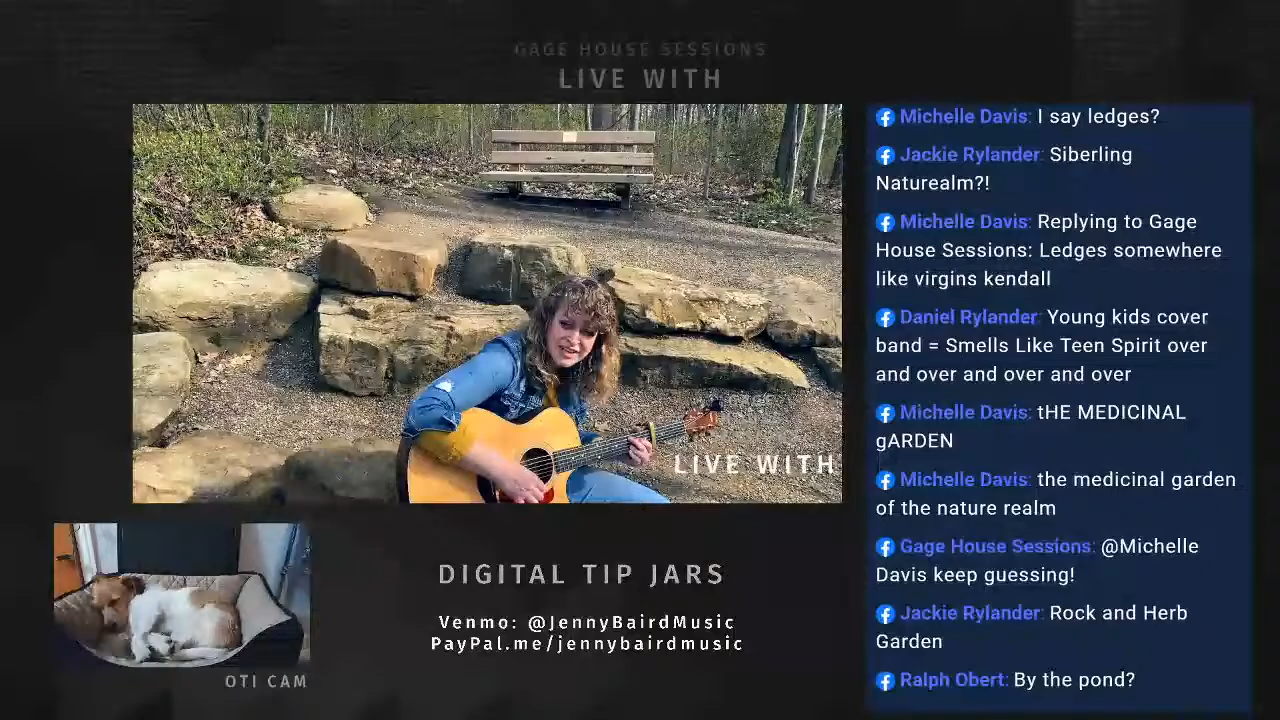 GAGE HOUSE SESSIONS
LIVE WITH
LIVE WITH
Michelle Davis: I say ledges?
Jackie Rylander: Siberling
Naturealm?!
Michelle Davis: Replying to Gage
House Sessions: Ledges somewhere
like virgins kendall
Daniel Rylander: Young kids cover
band = Smells Like Teen Spirit over
and over and over and over
Michelle Davis: tHE MEDICINAL
gARDEN
Michelle Davis: the medicinal garden
of the nature realm
Gage House Sessions: @Michelle
Davis keep guessing!
Jackie Rylander: Rock and Herb
Garden
Ralph Obert: By the pond?
OTI CAM
DIGITAL TIP JARS
Venmo: @JennyBairdMusic
PayPal.me/jennybairdmusic